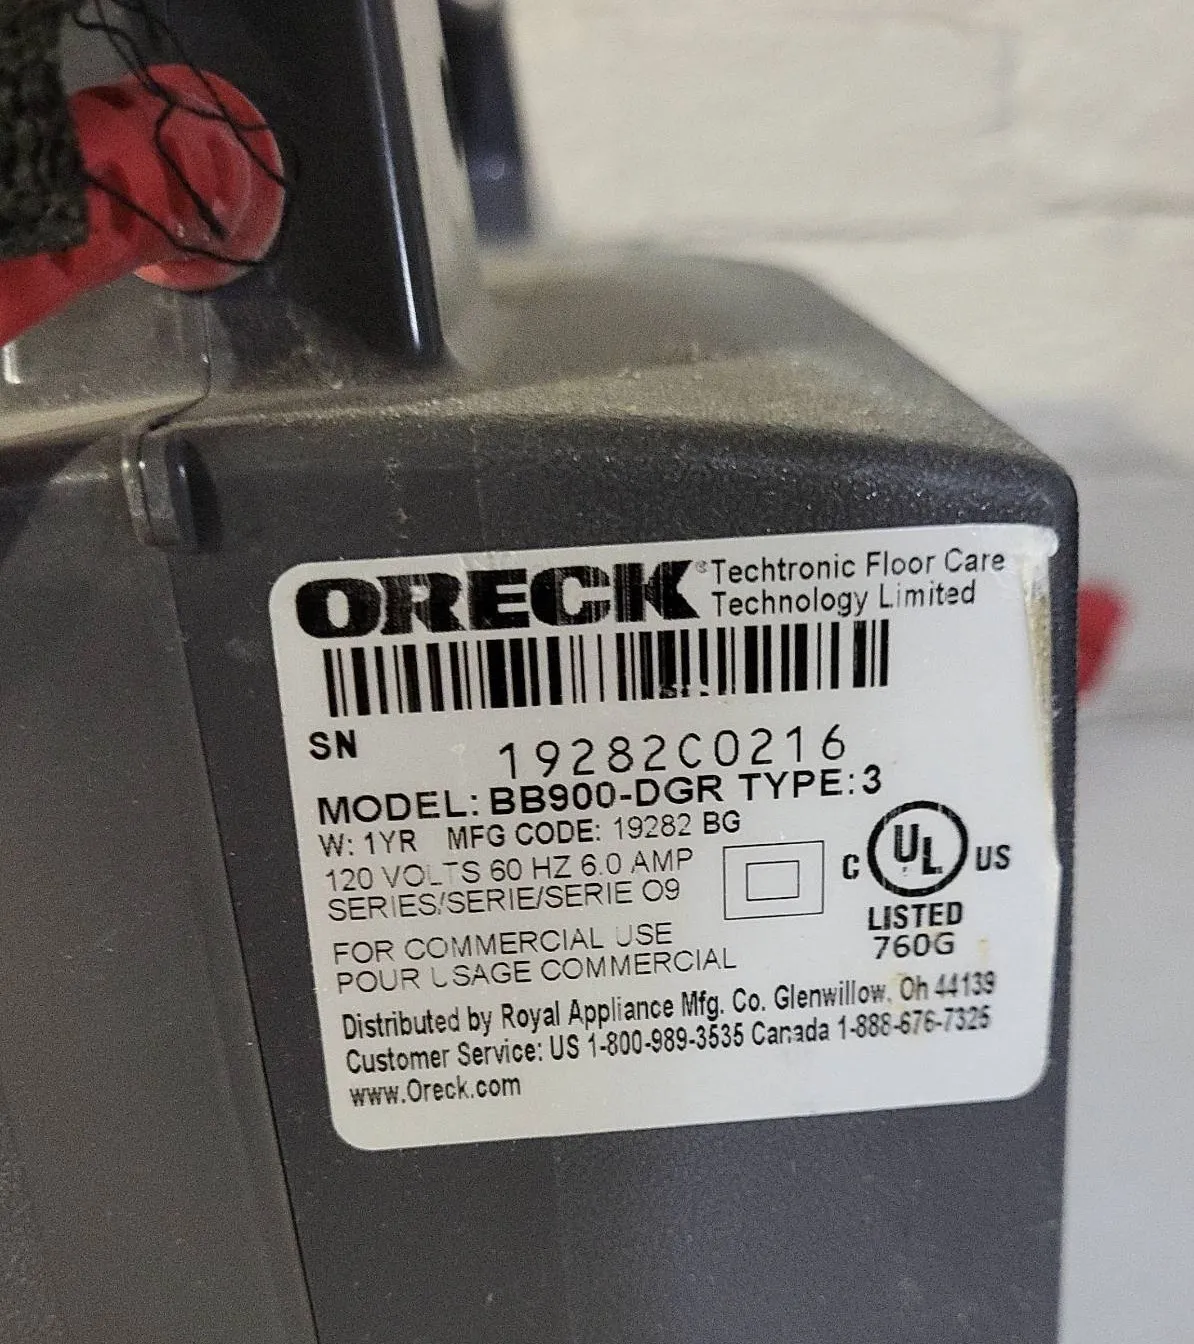 ORECK® Techtronic Floor Care
Technology Limited
SN 19282C0216
MODEL: BB900-DGR TYPE: 3
W: 1YR MFG CODE: 19282 BG
120 VOLTS 60 HZ 6.0 AMP
SERIES/SERIE/SERIE 09
C UL US
LISTED
760G
FOR COMMERCIAL USE
POUR USAGE COMMERCIAL
Distributed by Royal Appliance Mfg. Co. Glenwillow, Oh 44139
Customer Service: US 1-800-989-3535 Canada 1-888-676-7325
www.Oreck.com